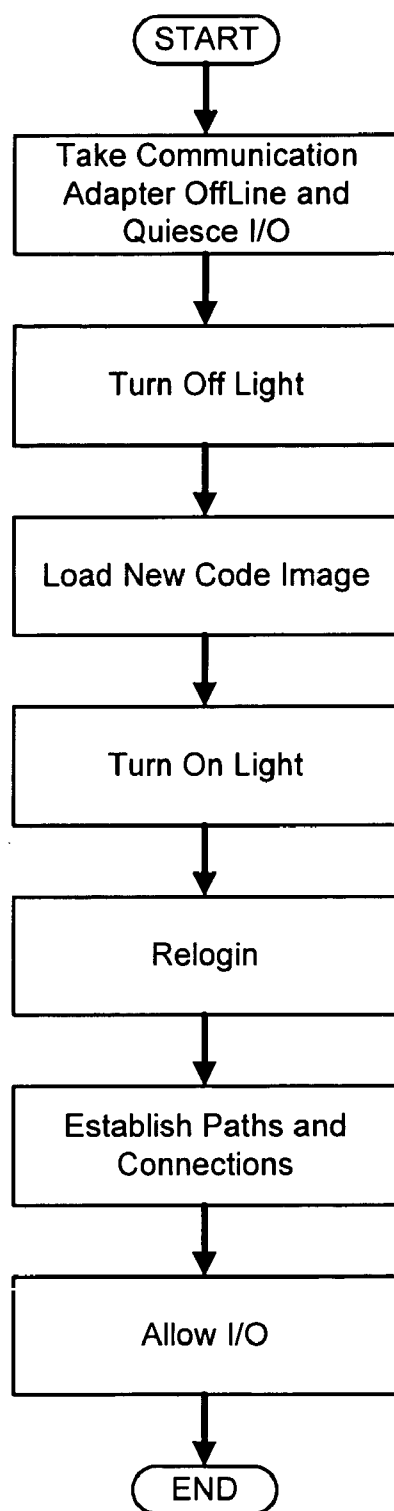 START
Take Communication
Adapter OffLine and
Quiesce I/O
Turn Off Light
Load New Code Image
Turn On Light
Relogin
Establish Paths and
Connections
Allow I/O
END